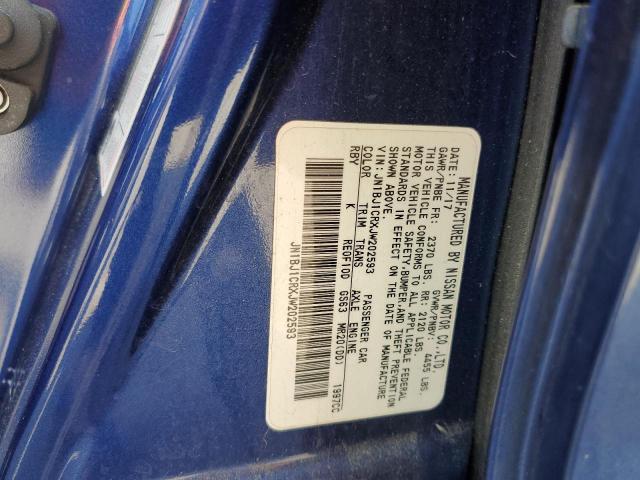 MANUFACTURED BY NISSAN MOTOR CO.,LTD.
DATE: 11/17 GVWR/PNBV: 4455 LBS.
GAWR/PNBE FR: 2370 LBS. RR: 2120 LBS.
THIS VEHICLE CONFORMS TO ALL APPLICABLE FEDERAL
MOTOR VEHICLE SAFETY,BUMPER,AND THEFT PREVENTION
STANDARDS IN EFFECT ON THE DATE OF MANUFACTURE
SHOWN ABOVE.
VIN:JN1BJ1CRXJW202593 PASSENGER CAR
COLOR TRIM TRANS AXLE ENGINE
RBY K RE0F10D GS63 MR20(DD) 1997CC
JN1BJ1CRXJW202593